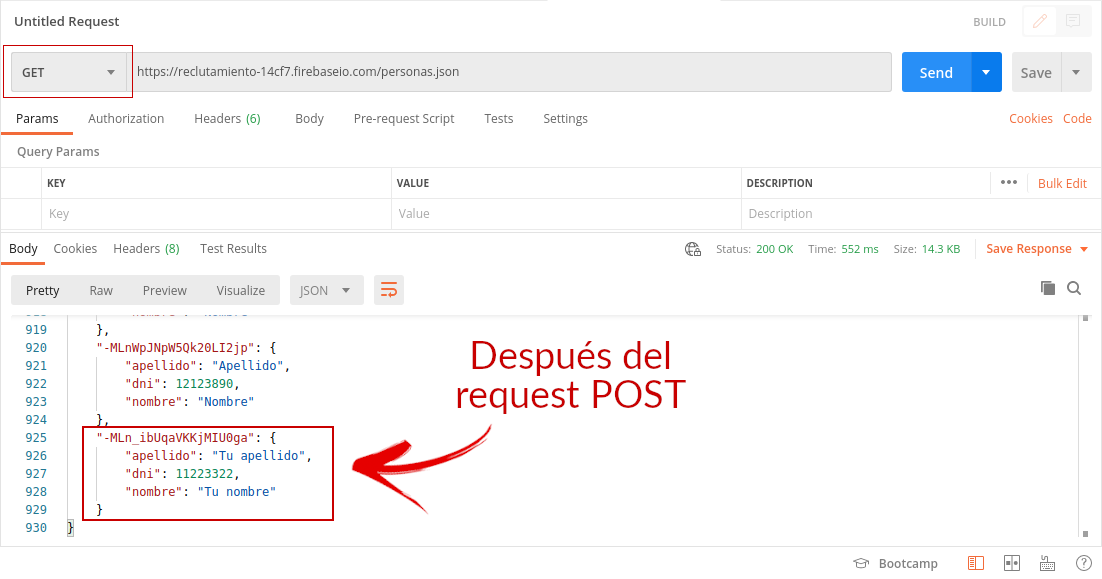 Untitled Request
BUILD
GET
https://reclutamiento-14cf7.firebaseio.com/personas.json
Send
Save
Params Authorization Headers (6) Body Pre-request Script Tests Settings
Cookies Code
Query Params
KEY VALUE DESCRIPTION ••• Bulk Edit
Key Value Description
Body Cookies Headers (8) Test Results
Status: 200 OK Time: 552 ms Size: 14.3 KB Save Response
Pretty Raw Preview Visualize JSON
919 },
920 "-MLnWpJNpW5Qk20LI2jp": {
921 "apellido": "Apellido",
922 "dni": 12123890,
923 "nombre": "Nombre"
924 },
925 "-MLn_ibUqaVKKjMIU0ga": {
926 "apellido": "Tu apellido",
927 "dni": 11223322,
928 "nombre": "Tu nombre"
929 }
930 }
Después del
request POST
Bootcamp